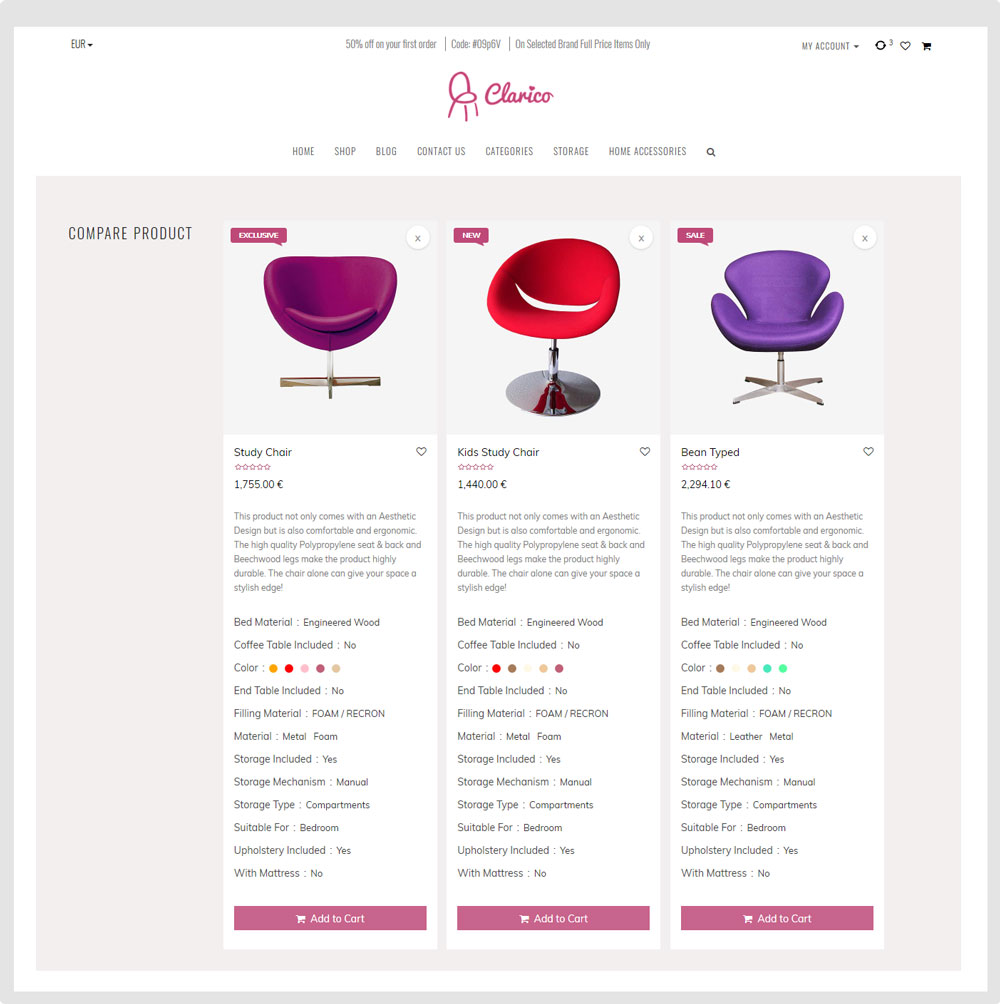 EUR
50% off on your first order
Code: #09p6V
On Selected Brand Full Price Items Only
MY ACCOUNT
3
Clarico
HOME SHOP BLOG CONTACT US CATEGORIES STORAGE HOME ACCESSORIES
COMPARE PRODUCT
EXCLUSIVE
x
Study Chair
1,755.00 €
This product not only comes with an Aesthetic
Design but is also comfortable and ergonomic.
The high quality Polypropylene seat & back and
Beechwood legs make the product highly
durable. The chair alone can give your space a
stylish edge!
Bed Material : Engineered Wood
Coffee Table Included : No
Color :
End Table Included : No
Filling Material : FOAM / RECRON
Material : Metal Foam
Storage Included : Yes
Storage Mechanism : Manual
Storage Type : Compartments
Suitable For : Bedroom
Upholstery Included : Yes
With Mattress : No
Add to Cart
NEW
x
Kids Study Chair
1,440.00 €
This product not only comes with an Aesthetic
Design but is also comfortable and ergonomic.
The high quality Polypropylene seat & back and
Beechwood legs make the product highly
durable. The chair alone can give your space a
stylish edge!
Bed Material : Engineered Wood
Coffee Table Included : No
Color :
End Table Included : No
Filling Material : FOAM / RECRON
Material : Metal Foam
Storage Included : Yes
Storage Mechanism : Manual
Storage Type : Compartments
Suitable For : Bedroom
Upholstery Included : Yes
With Mattress : No
Add to Cart
SALE
x
Bean Typed
2,294.10 €
This product not only comes with an Aesthetic
Design but is also comfortable and ergonomic.
The high quality Polypropylene seat & back and
Beechwood legs make the product highly
durable. The chair alone can give your space a
stylish edge!
Bed Material : Engineered Wood
Coffee Table Included : No
Color :
End Table Included : No
Filling Material : FOAM / RECRON
Material : Leather Metal
Storage Included : Yes
Storage Mechanism : Manual
Storage Type : Compartments
Suitable For : Bedroom
Upholstery Included : Yes
With Mattress : No
Add to Cart